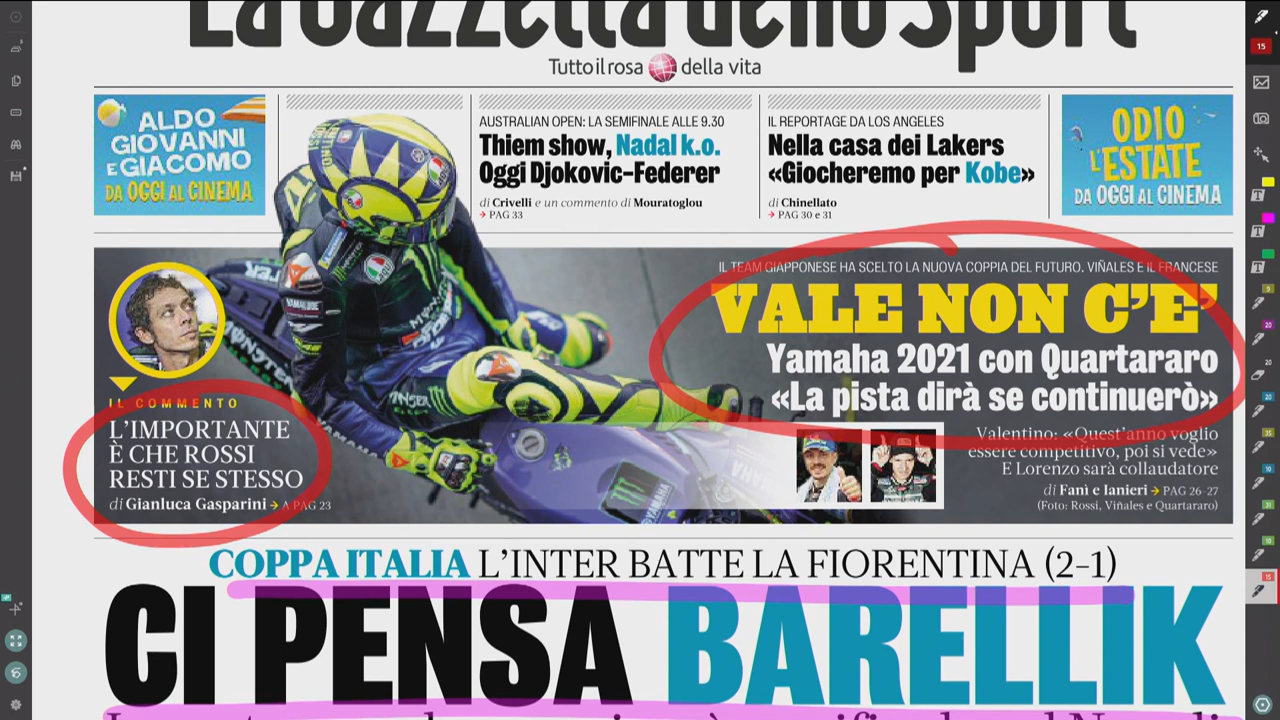 La Gazzetta dello Sport
Tutto il rosa della vita
ALDO
GIOVANNI
E GIACOMO
DA OGGI AL CINEMA
AUSTRALIAN OPEN: LA SEMIFINALE ALLE 9.30
Thiem show, Nadal k.o.
Oggi Djokovic-Federer
di Crivelli e un commento di Mouratoglou
→ PAG 33
IL REPORTAGE DA LOS ANGELES
Nella casa dei Lakers
«Giocheremo per Kobe»
di Chinellato
→ PAG 30 e 31
ODIO
L'ESTATE
DA OGGI AL CINEMA
IL TEAM GIAPPONESE HA SCELTO LA NUOVA COPPIA DEL FUTURO. VIÑALES E IL FRANCESE
VALE NON C'E'
Yamaha 2021 con Quartararo
«La pista dirà se continuerò»
Valentino: «Quest'anno voglio
essere competitivo, poi si vede»
E Lorenzo sarà collaudatore
di Fanì e Ianieri → PAG 26-27
(Foto: Rossi, Viñales e Quartararo)
IL COMMENTO
L'IMPORTANTE
È CHE ROSSI
RESTI SE STESSO
di Gianluca Gasparini → A PAG 23
MONSTER
YAMAHA
COPPA ITALIA L'INTER BATTE LA FIORENTINA (2-1)
CI PENSA BARELLIK